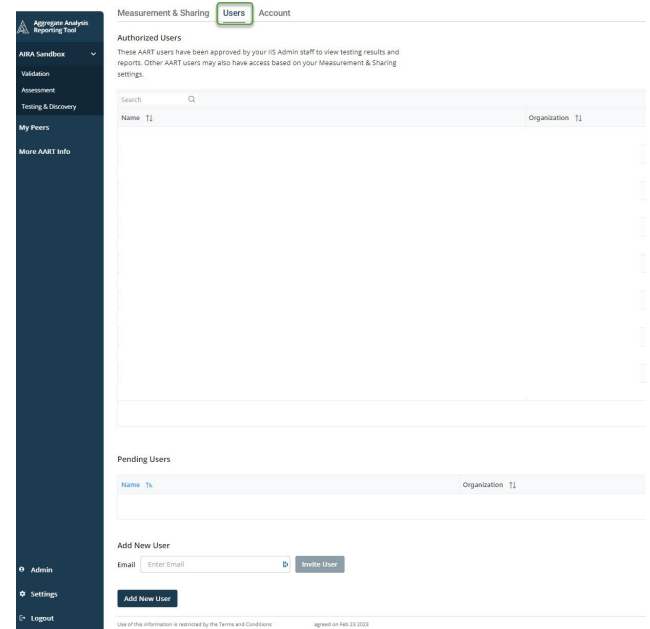 Aggregate Analysis
Reporting Tool
AIRA Sandbox
Validation
Assessment
Testing & Discovery
My Peers
More AART Info
Admin
Settings
Logout
Measurement & Sharing Users Account
Authorized Users
These AART users have been approved by your IIS Admin staff to view testing results and
reports. Other AART users may also have access based on your Measurement & Sharing
settings.
Search
Name Organization
Pending Users
Name Organization
Add New User
Email Enter Email Invite User
Add New User
Use of this information is restricted by the Terms and Conditions agreed on Feb 23 2023